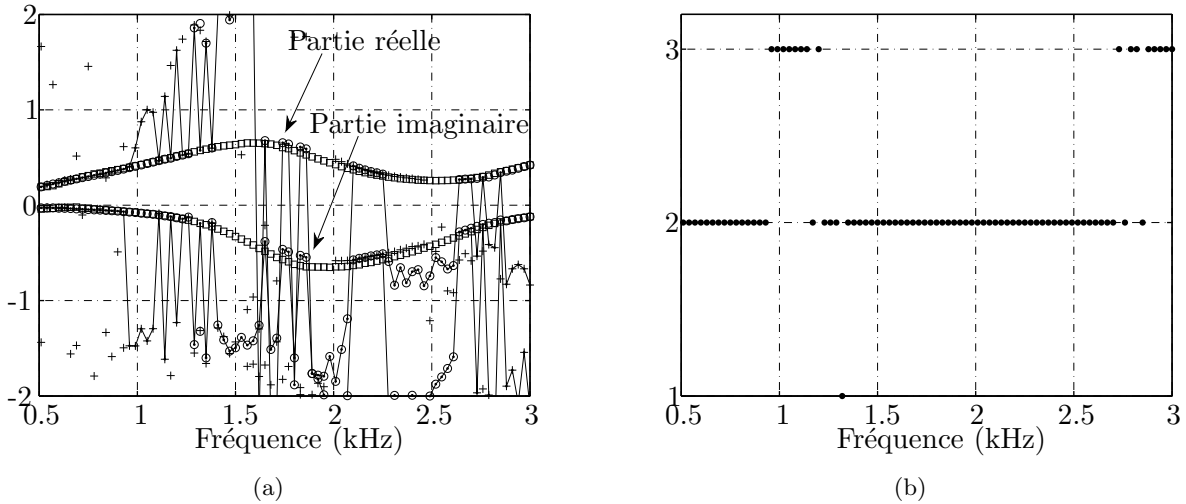 2
1
0
-1
-2
0.5 1 1.5 2 2.5 3
Partie réelle
Partie imaginaire
Fréquence (kHz)
(a)
3
2
1
0.5 1 1.5 2 2.5 3
Fréquence (kHz)
(b)